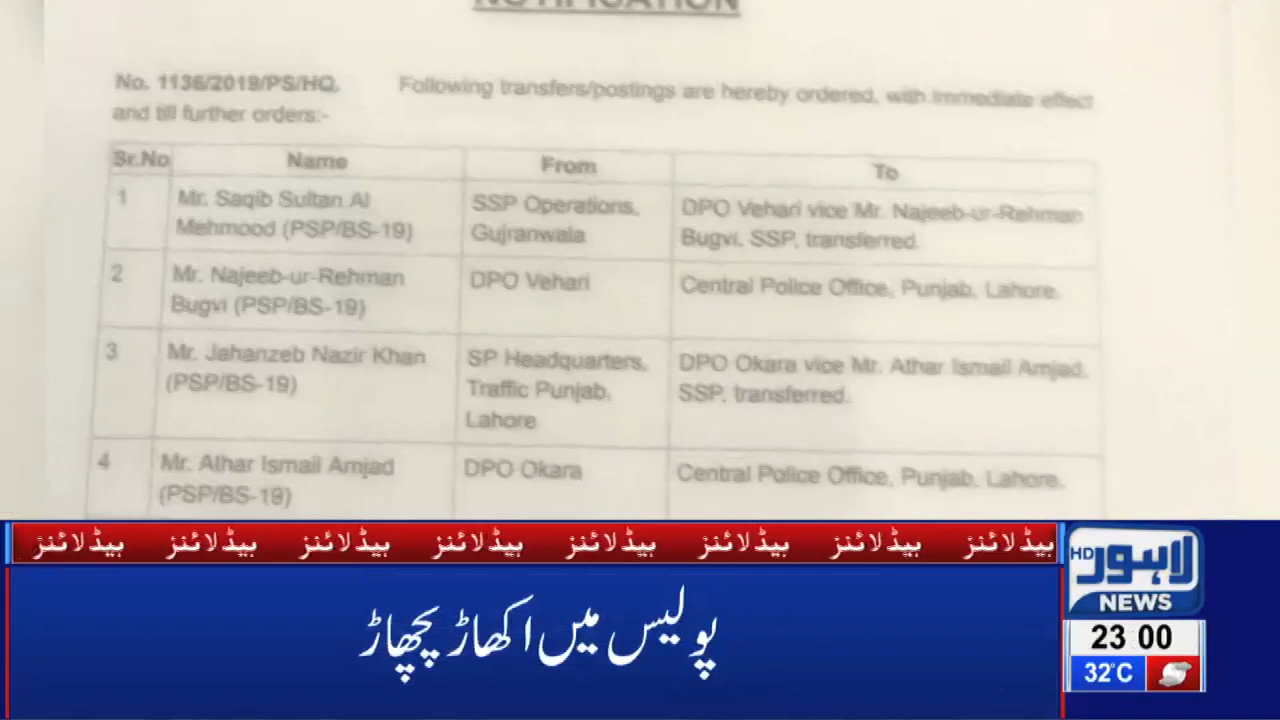 NOTIFICATION
No. 1136/2019/PS/HQ. Following transfers/postings are hereby ordered, with immediate effect
and till further orders:-
Sr.No Name From To
1 Mr. Saqib Sultan Al SSP Operations, DPO Vehari vice Mr. Najeeb-ur-Rehman
Mehmood (PSP/BS-19) Gujranwala Bugvi, SSP, transferred.
2 Mr. Najeeb-ur-Rehman DPO Vehari Central Police Office, Punjab, Lahore.
Bugvi (PSP/BS-19)
3 Mr. Jahanzeb Nazir Khan SP Headquarters, DPO Okara vice Mr. Athar Ismail Amjad,
(PSP/BS-19) Traffic Punjab, SSP, transferred.
Lahore
4 Mr. Athar Ismail Amjad DPO Okara Central Police Office, Punjab, Lahore.
(PSP/BS-19)
ہیڈلائنز ہیڈلائنز ہیڈلائنز ہیڈلائنز ہیڈلائنز ہیڈلائنز ہیڈلائنز ہیڈلائنز
پولیس میں اکھاڑ پچھاڑ
لاہور HD
NEWS
23 00
32°C